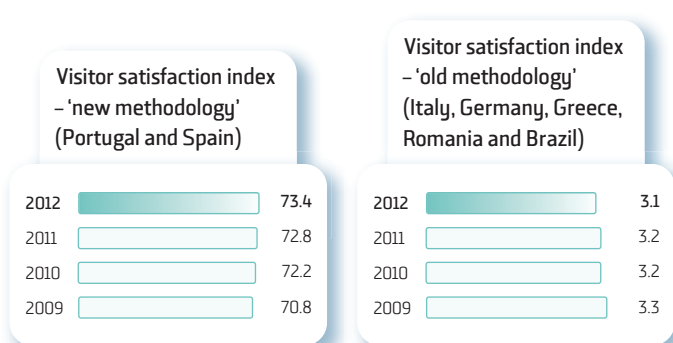 Visitor satisfaction index
– ‘new methodology’
(Portugal and Spain)
2012 73.4
2011 72.8
2010 72.2
2009 70.8
Visitor satisfaction index
– ‘old methodology’
(Italy, Germany, Greece,
Romania and Brazil)
2012 3.1
2011 3.2
2010 3.2
2009 3.3